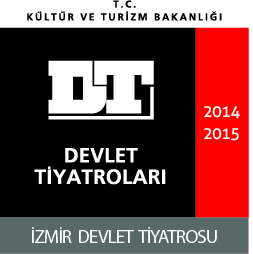 T.C.
KÜLTÜR VE TURİZM BAKANLIĞI
DT
2014
2015
DEVLET
TİYATROLARI
İZMİR DEVLET TİYATROSU